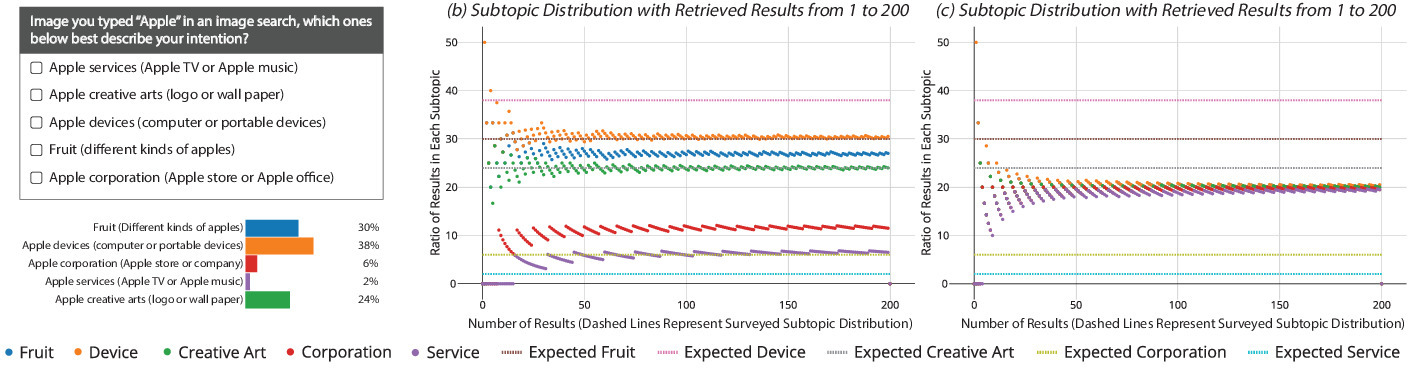 Image you typed "Apple" in an image search, which ones
below best describe your intention?
Apple services (Apple TV or Apple music)
Apple creative arts (logo or wall paper)
Apple devices (computer or portable devices)
Fruit (different kinds of apples)
Apple corporation (Apple store or Apple office)
Fruit (Different kinds of apples) 30%
Apple devices (computer or portable devices) 38%
Apple corporation (Apple store or company) 6%
Apple services (Apple TV or Apple music) 2%
Apple creative arts (logo or wall paper) 24%
(b) Subtopic Distribution with Retrieved Results from 1 to 200
Ratio of Results in Each Subtopic
50
40
30
20
10
0
0 50 100 150 200
Number of Results (Dashed Lines Represent Surveyed Subtopic Distribution)
(c) Subtopic Distribution with Retrieved Results from 1 to 200
Ratio of Results in Each Subtopic
50
40
30
20
10
0
0 50 100 150 200
Number of Results (Dashed Lines Represent Surveyed Subtopic Distribution)
Fruit Device Creative Art Corporation Service Expected Fruit Expected Device Expected Creative Art Expected Corporation Expected Service